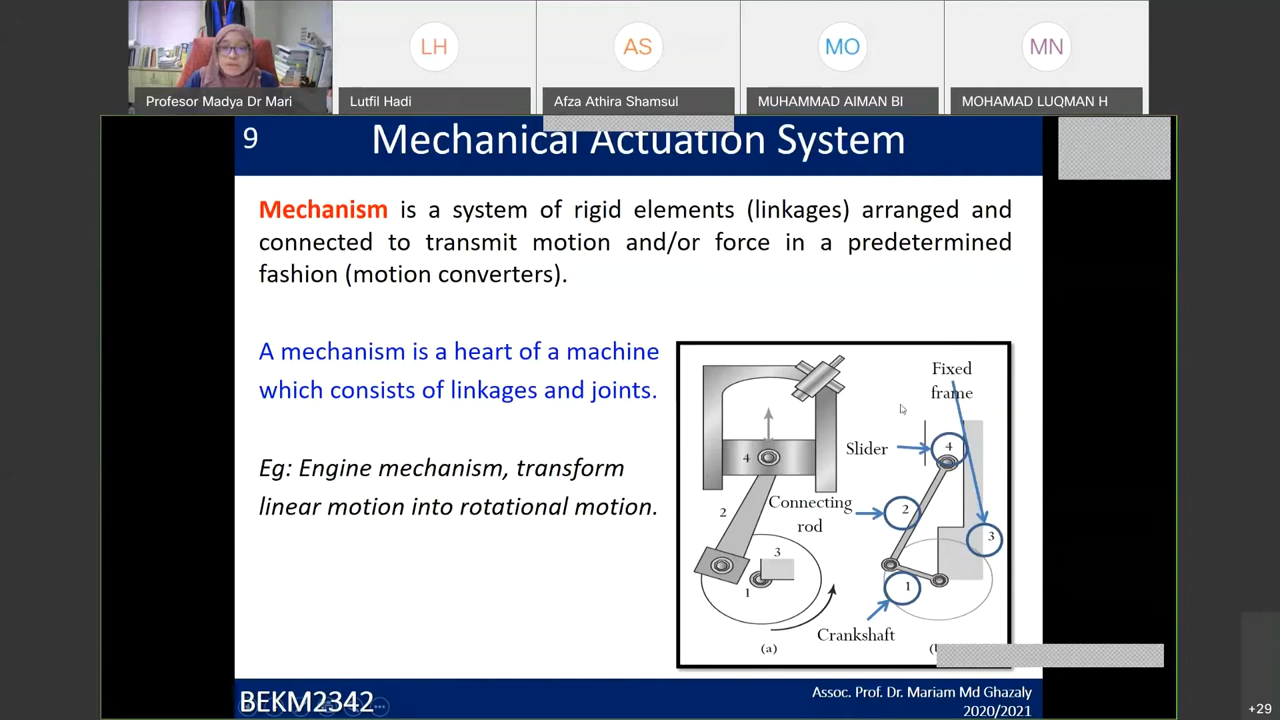 LH
AS
MO
MN
Profesor Madya Dr Mari
Lutfil Hadi
Afza Athira Shamsul
MUHAMMAD AIMAN BI
MOHAMAD LUQMAN H
9
Mechanical Actuation System
Mechanism is a system of rigid elements (linkages) arranged and
connected to transmit motion and/or force in a predetermined
fashion (motion converters).
A mechanism is a heart of a machine
which consists of linkages and joints.
Eg: Engine mechanism, transform
linear motion into rotational motion.
Fixed
frame
Slider
4
4
Connecting
rod
2
2
3
3
1
1
Crankshaft
(a)
BEKM2342
Assoc. Prof. Dr. Mariam Md Ghazaly
2020/2021
+29